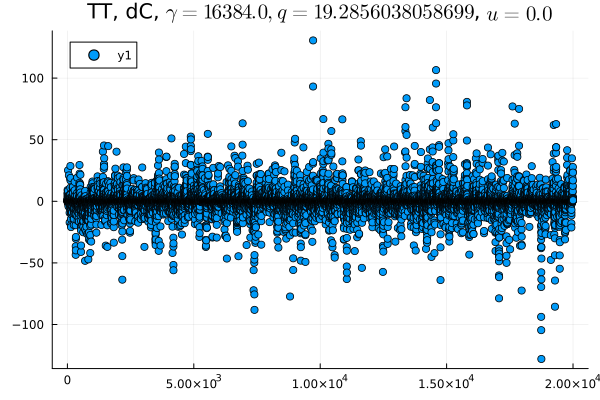 TT, dC, γ = 16384.0, q = 19.2856038058699, u = 0.0
y1
100
50
0
−50
−100
0 5.00×10³ 1.00×10⁴ 1.50×10⁴ 2.00×10⁴